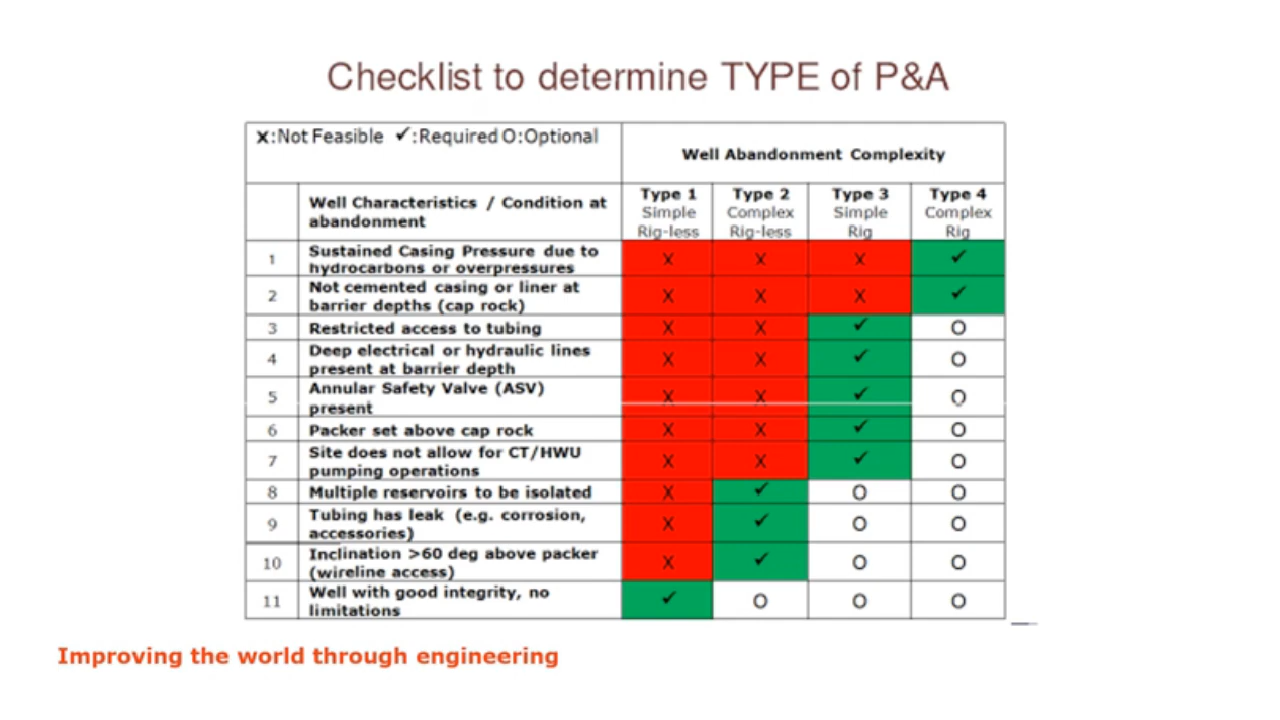 Checklist to determine TYPE of P&A
x:Not Feasible ✓:Required O:Optional
Well Abandonment Complexity
Well Characteristics / Condition at
abandonment
Type 1
Simple
Rig-less
Type 2
Complex
Rig-less
Type 3
Simple
Rig
Type 4
Complex
Rig
1 Sustained Casing Pressure due to
hydrocarbons or overpressures
X X X ✓
2 Not cemented casing or liner at
barrier depths (cap rock)
X X X ✓
3 Restricted access to tubing X X ✓ O
4 Deep electrical or hydraulic lines
present at barrier depth
X X ✓ O
5 Annular Safety Valve (ASV)
present
X X ✓ O
6 Packer set above cap rock X X ✓ O
7 Site does not allow for CT/HWU
pumping operations
X X ✓ O
8 Multiple reservoirs to be isolated X ✓ O O
9 Tubing has leak (e.g. corrosion,
accessories)
X ✓ O O
10 Inclination >60 deg above packer
(wireline access)
X ✓ O O
11 Well with good integrity, no
limitations
✓ O O O
Improving the world through engineering